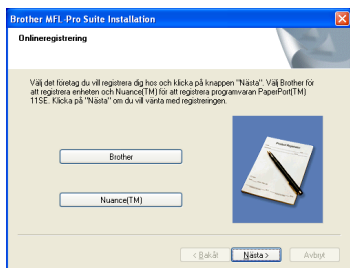 Brother MFL-Pro Suite Installation
Onlineregistrering
Välj det företag du vill registrera dig hos och klicka på knappen "Nästa". Välj Brother för
att registrera enheten och Nuance(TM) för att registrera programvaran PaperPort(TM)
11SE. Klicka på "Nästa" om du vill vänta med registreringen.
Brother
Product Registration
Nuance(TM)
< Bakåt
Nästa >
Avbryt